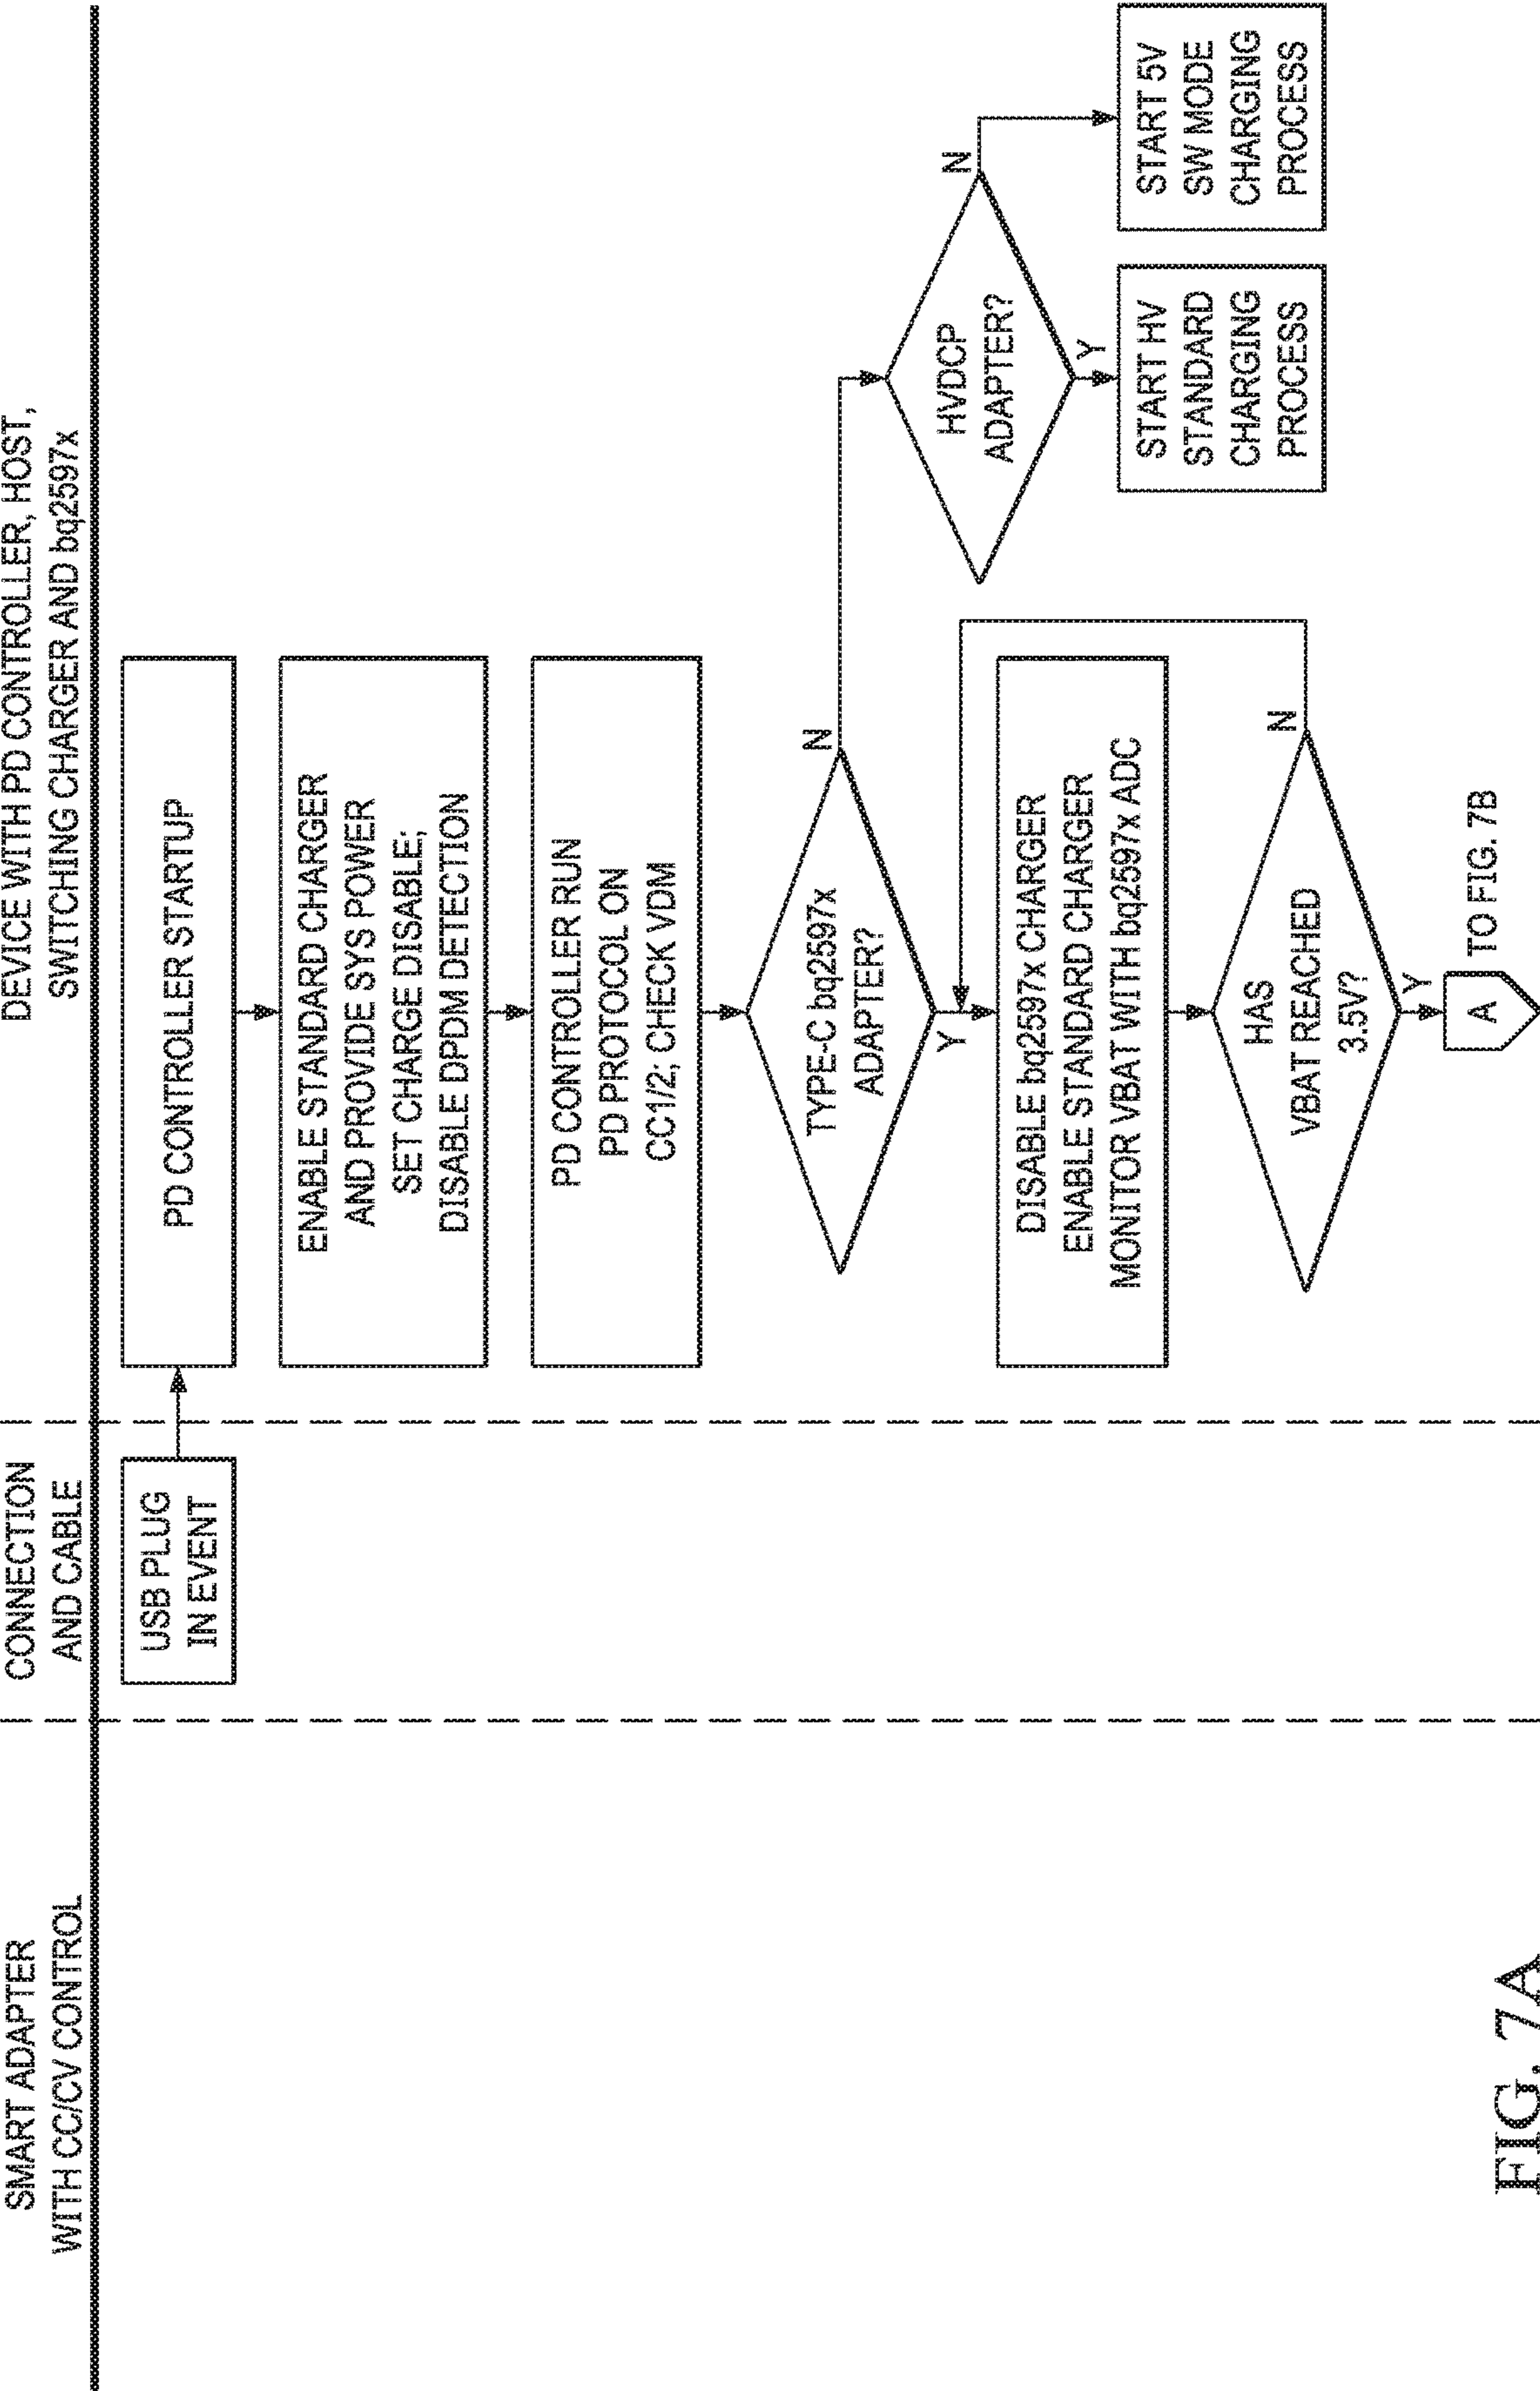 SMART ADAPTER
WITH CC/CV CONTROL
CONNECTION
AND CABLE
DEVICE WITH PD CONTROLLER, HOST,
SWITCHING CHARGER AND bq2597x
USB PLUG
IN EVENT
PD CONTROLLER STARTUP
ENABLE STANDARD CHARGER
AND PROVIDE SYS POWER
SET CHARGE DISABLE;
DISABLE DPDM DETECTION
PD CONTROLLER RUN
PD PROTOCOL ON
CC1/2; CHECK VDM
TYPE-C bq2597x
ADAPTER?
N
Y
HVDCP
ADAPTER?
N
Y
START HV
STANDARD
CHARGING
PROCESS
START 5V
SW MODE
CHARGING
PROCESS
DISABLE bq2597x CHARGER
ENABLE STANDARD CHARGER
MONITOR VBAT WITH bq2597x ADC
HAS
VBAT REACHED
3.5V?
N
Y
A
TO FIG. 7B
FIG. 7A